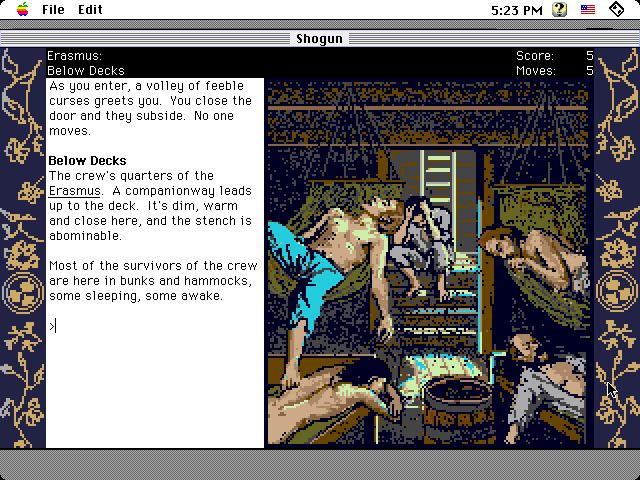 File Edit 5:23 PM
Shogun
Erasmus: Score: 5
Below Decks Moves: 5
As you enter, a volley of feeble
curses greets you. You close the
door and they subside. No one
moves.
Below Decks
The crew's quarters of the
Erasmus. A companionway leads
up to the deck. It's dim, warm
and close here, and the stench is
abominable.
Most of the survivors of the crew
are here in bunks and hammocks,
some sleeping, some awake.
>